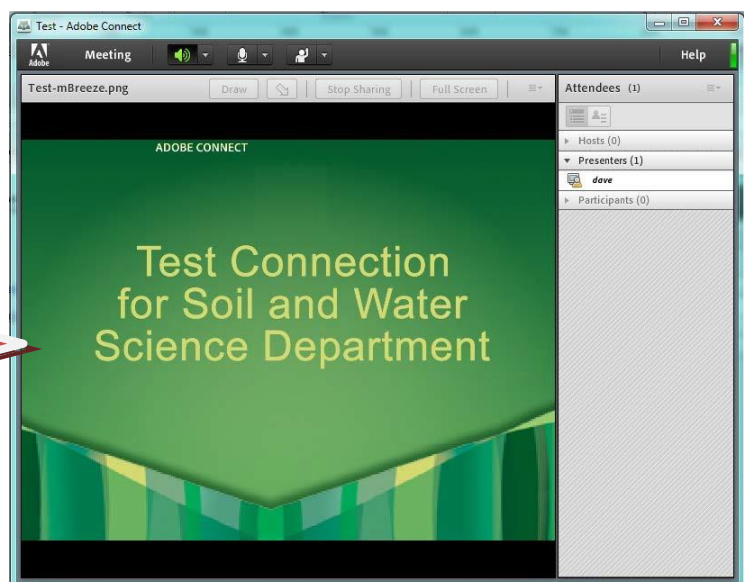 Test - Adobe Connect
Adobe
Meeting
Help
Test-mBreeze.png
Draw
Stop Sharing
Full Screen
Attendees (1)
Hosts (0)
Presenters (1)
dave
Participants (0)
ADOBE CONNECT
Test Connection
for Soil and Water
Science Department